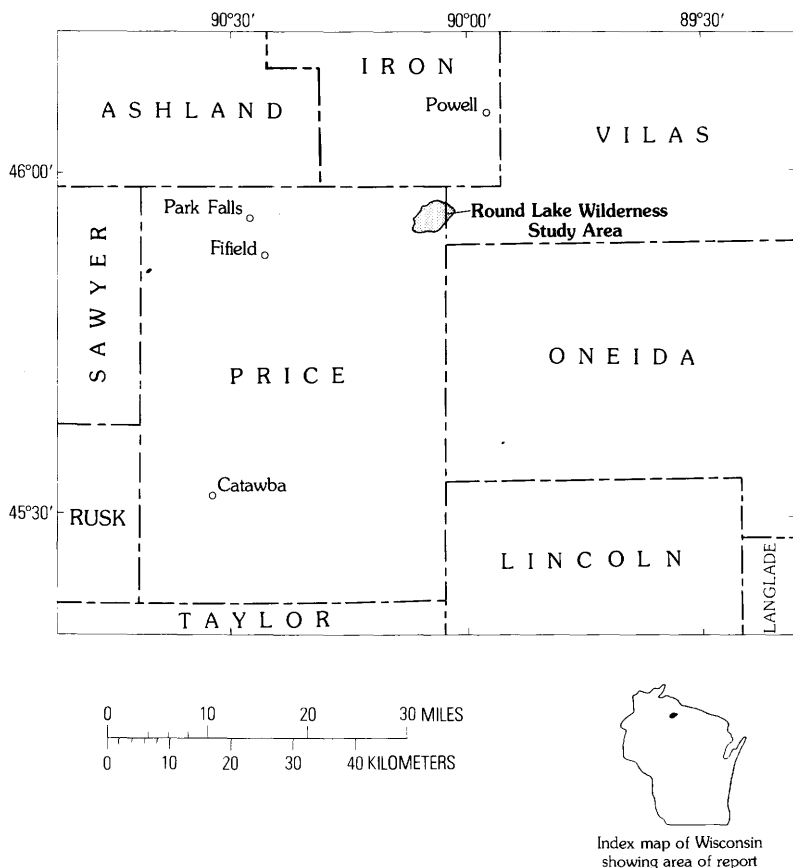 90°30′ 90°00′ 89°30′
IRON
ASHLAND
Powell
VILAS
46°00′
Park Falls
Round Lake Wilderness
Study Area
Fifield
SAWYER
ONEIDA
PRICE
Catawba
45°30′
RUSK
LINCOLN
LANGLADE
TAYLOR
0 10 20 30 MILES
0 10 20 30 40 KILOMETERS
Index map of Wisconsin
showing area of report